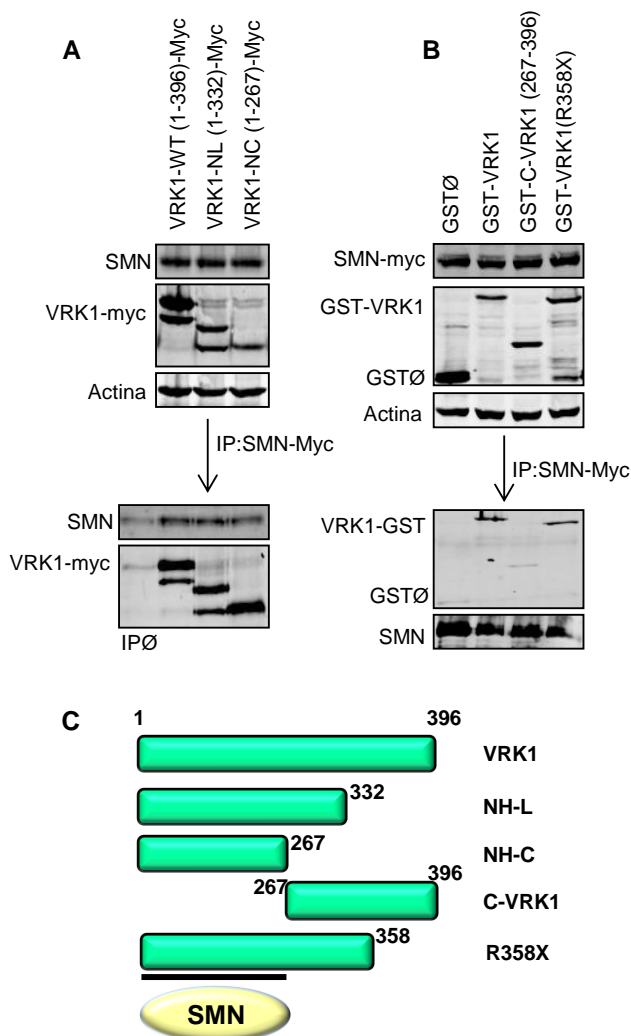 A
VRK1-WT (1-396)-Myc
VRK1-NL (1-332)-Myc
VRK1-NC (1-267)-Myc
SMN
VRK1-myc
Actina
IP:SMN-Myc
SMN
VRK1-myc
IPØ
B
GSTØ
GST-VRK1
GST-C-VRK1 (267-396)
GST-VRK1(R358X)
SMN-myc
GST-VRK1
GSTØ
Actina
IP:SMN-Myc
VRK1-GST
GSTØ
SMN
C
1 396
VRK1
332
NH-L
267
NH-C
267 396
C-VRK1
358
R358X
SMN